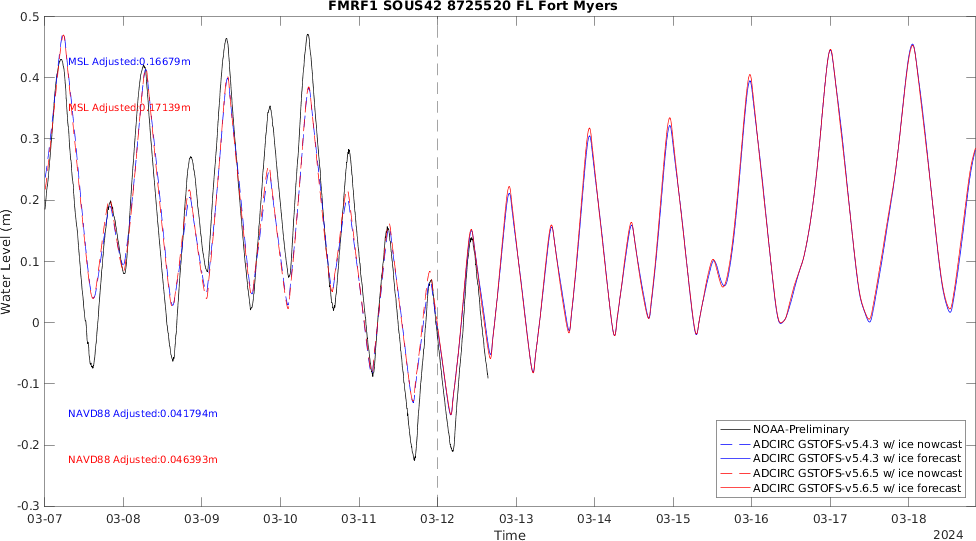 FMRF1 SOUS42 8725520 FL Fort Myers
0.5
0.4
0.3
0.2
0.1
0
-0.1
-0.2
-0.3
Water Level (m)
MSL Adjusted:0.16679m
MSL Adjusted:0.17139m
NAVD88 Adjusted:0.041794m
NAVD88 Adjusted:0.046393m
NOAA-Preliminary
ADCIRC GSTOFS-v5.4.3 w/ ice nowcast
ADCIRC GSTOFS-v5.4.3 w/ ice forecast
ADCIRC GSTOFS-v5.6.5 w/ ice nowcast
ADCIRC GSTOFS-v5.6.5 w/ ice forecast
03-07 03-08 03-09 03-10 03-11 03-12 03-13 03-14 03-15 03-16 03-17 03-18
Time
2024